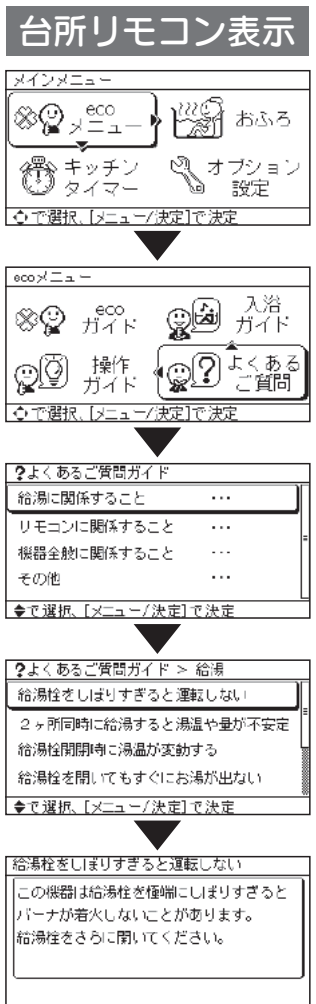 台所リモコン表示
メインメニュー
eco
メニュー
おふろ
キッチン
タイマー
オプション
設定
で選択、[メニュー/決定]で決定
ecoメニュー
eco
ガイド
入浴
ガイド
操作
ガイド
?
よくある
ご質問
で選択、[メニュー/決定]で決定
?よくあるご質問ガイド
給湯に関係すること ・・・
リモコンに関係すること ・・・
機器全般に関係すること ・・・
その他 ・・・
で選択、[メニュー/決定]で決定
?よくあるご質問ガイド > 給湯
給湯栓をしぼりすぎると運転しない
2ヶ所同時に給湯すると湯温や量が不安定
給湯栓開閉時に湯温が変動する
給湯栓を開いてもすぐにお湯が出ない
で選択、[メニュー/決定]で決定
給湯栓をしぼりすぎると運転しない
この機器は給湯栓を極端にしぼりすぎると
バーナが着火しないことがあります。
給湯栓をさらに開いてください。